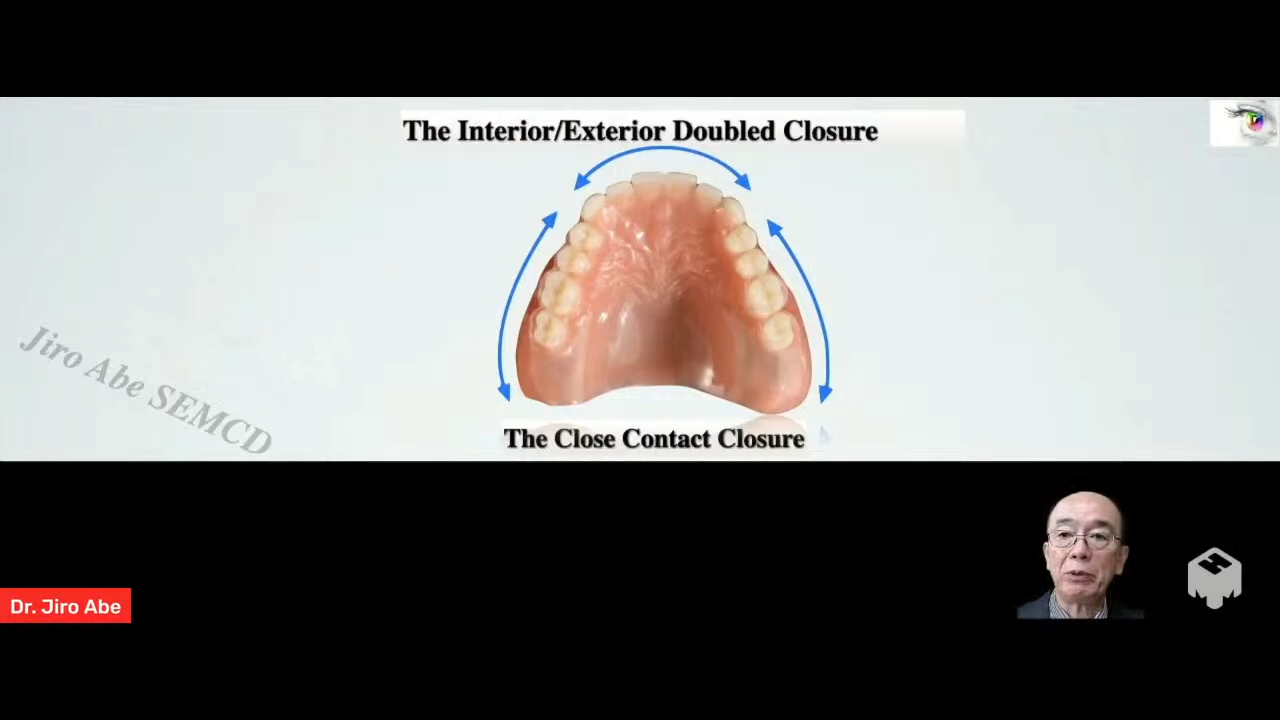 The Interior/Exterior Doubled Closure
Jiro Abe SEMCD
The Close Contact Closure
Dr. Jiro Abe